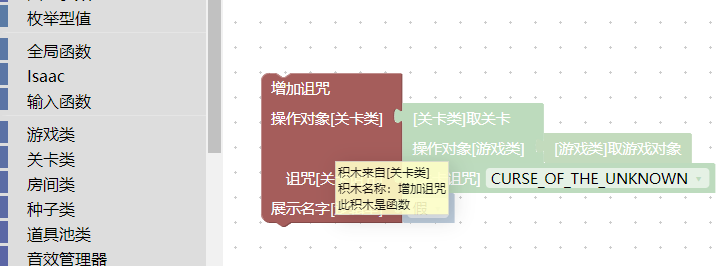 枚举型值
全局函数
Isaac
输入函数
游戏类
关卡类
房间类
种子类
道具池类
音效管理器
增加诅咒
操作对象[关卡类] [关卡类]取关卡
操作对象[游戏类] [游戏类]取游戏对象
诅咒[关 诅咒] CURSE_OF_THE_UNKNOWN
展示名字[ 假
积木来自[关卡类]
积木名称：增加诅咒
此积木是函数